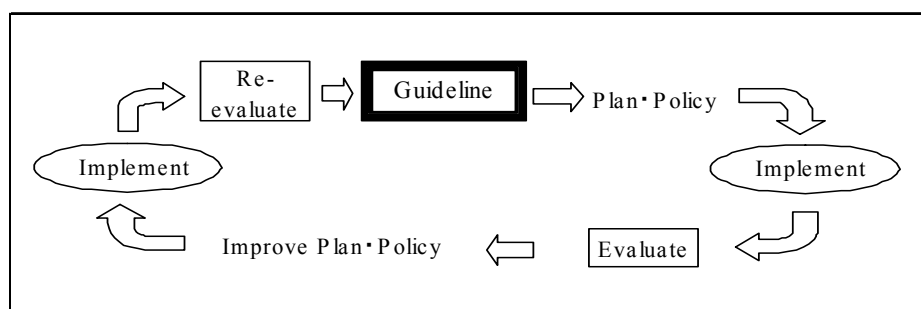 Re-
evaluate
Guideline
Plan・Policy
Implement
Implement
Improve Plan・Policy
Evaluate